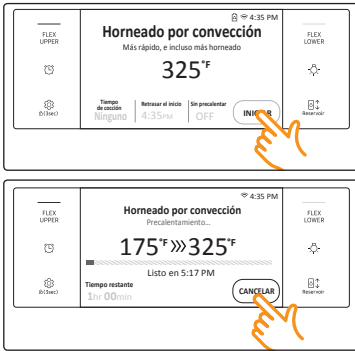 4:35 PM
FLEX
UPPER
Horneado por convección
Más rápido, e incluso más horneado
FLEX
LOWER
325°F
Tiempo
de cocción
Ninguno
Retrasar el inicio
4:35PM
Sin precalentar
OFF
INICIAR
(3sec)
Reservoir
4:35 PM
FLEX
UPPER
Horneado por convección
Precalentamiento...
FLEX
LOWER
175°F »» 325°F
Listo en 5:17 PM
Tiempo restante
1hr 00min
CANCELAR
(3sec)
Reservoir